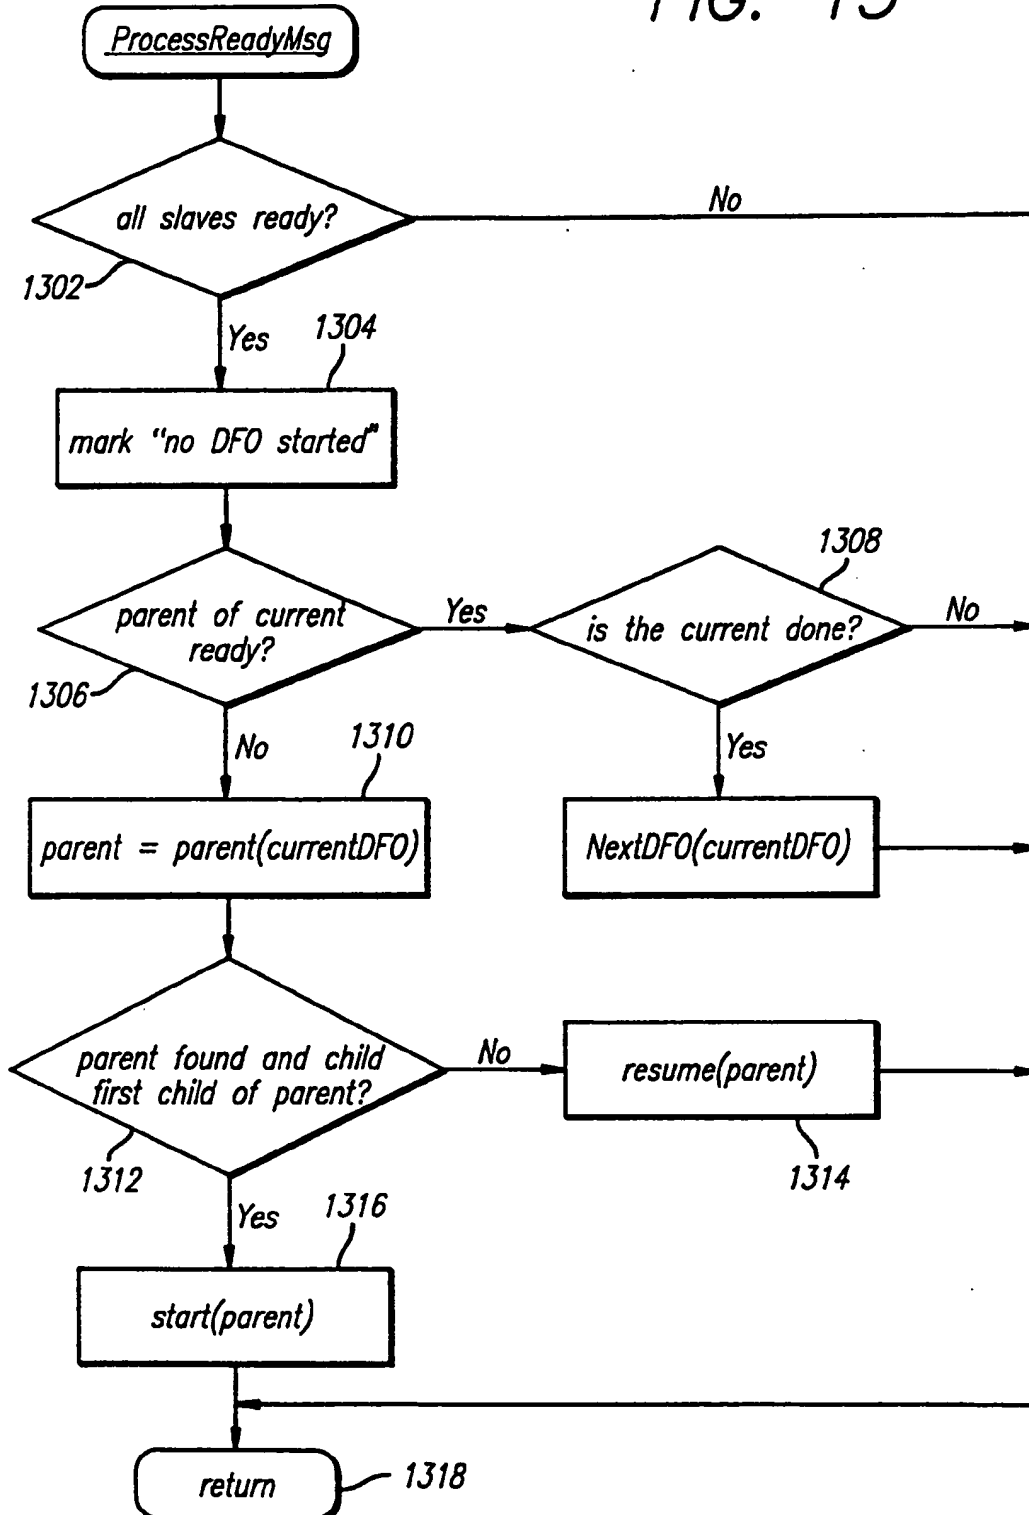 FIG. 13
ProcessReadyMsg
all slaves ready?
No
1302
Yes
1304
mark "no DFO started"
1308
parent of current
ready?
Yes
is the current done?
No
1306
No
1310
Yes
parent = parent(currentDFO)
NextDFO(currentDFO)
parent found and child
first child of parent?
No
resume(parent)
1312
1314
Yes
1316
start(parent)
return
1318